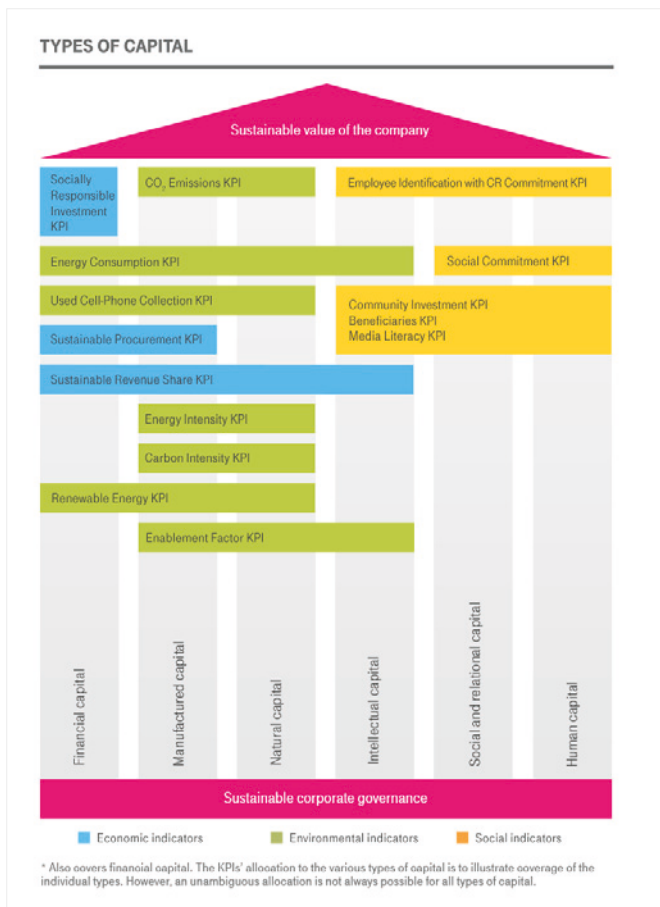 TYPES OF CAPITAL
Sustainable value of the company
Socially
Responsible
Investment
KPI
CO₂ Emissions KPI
Employee Identification with CR Commitment KPI
Energy Consumption KPI
Social Commitment KPI
Used Cell-Phone Collection KPI
Community Investment KPI
Beneficiaries KPI
Media Literacy KPI
Sustainable Procurement KPI
Sustainable Revenue Share KPI
Energy Intensity KPI
Carbon Intensity KPI
Renewable Energy KPI
Enablement Factor KPI
Financial capital
Manufactured capital
Natural capital
Intellectual capital
Social and relational capital
Human capital
Sustainable corporate governance
Economic indicators
Environmental indicators
Social indicators
* Also covers financial capital. The KPIs' allocation to the various types of capital is to illustrate coverage of the
individual types. However, an unambiguous allocation is not always possible for all types of capital.